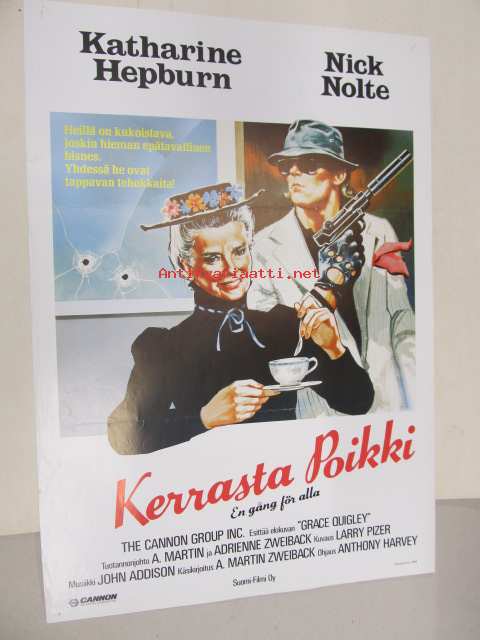 Katharine Hepburn
Nick Nolte
Heillä on kukoistava,
joskin hieman epätavallinen
bisnes.
Yhdessä he ovat
tappavan tehokkaita!
Antikvariaatti.net
Kerrasta Poikki
En gång för alla
THE CANNON GROUP INC. Esittää elokuvan "GRACE QUIGLEY"
Tuotannonjohto A. MARTIN ja ADRIENNE ZWEIBACK Kuvaus LARRY PIZER
Musiikki JOHN ADDISON Käsikirjoitus A. MARTIN ZWEIBACK Ohjaus ANTHONY HARVEY
CANNON
Suomi-Filmi Oy